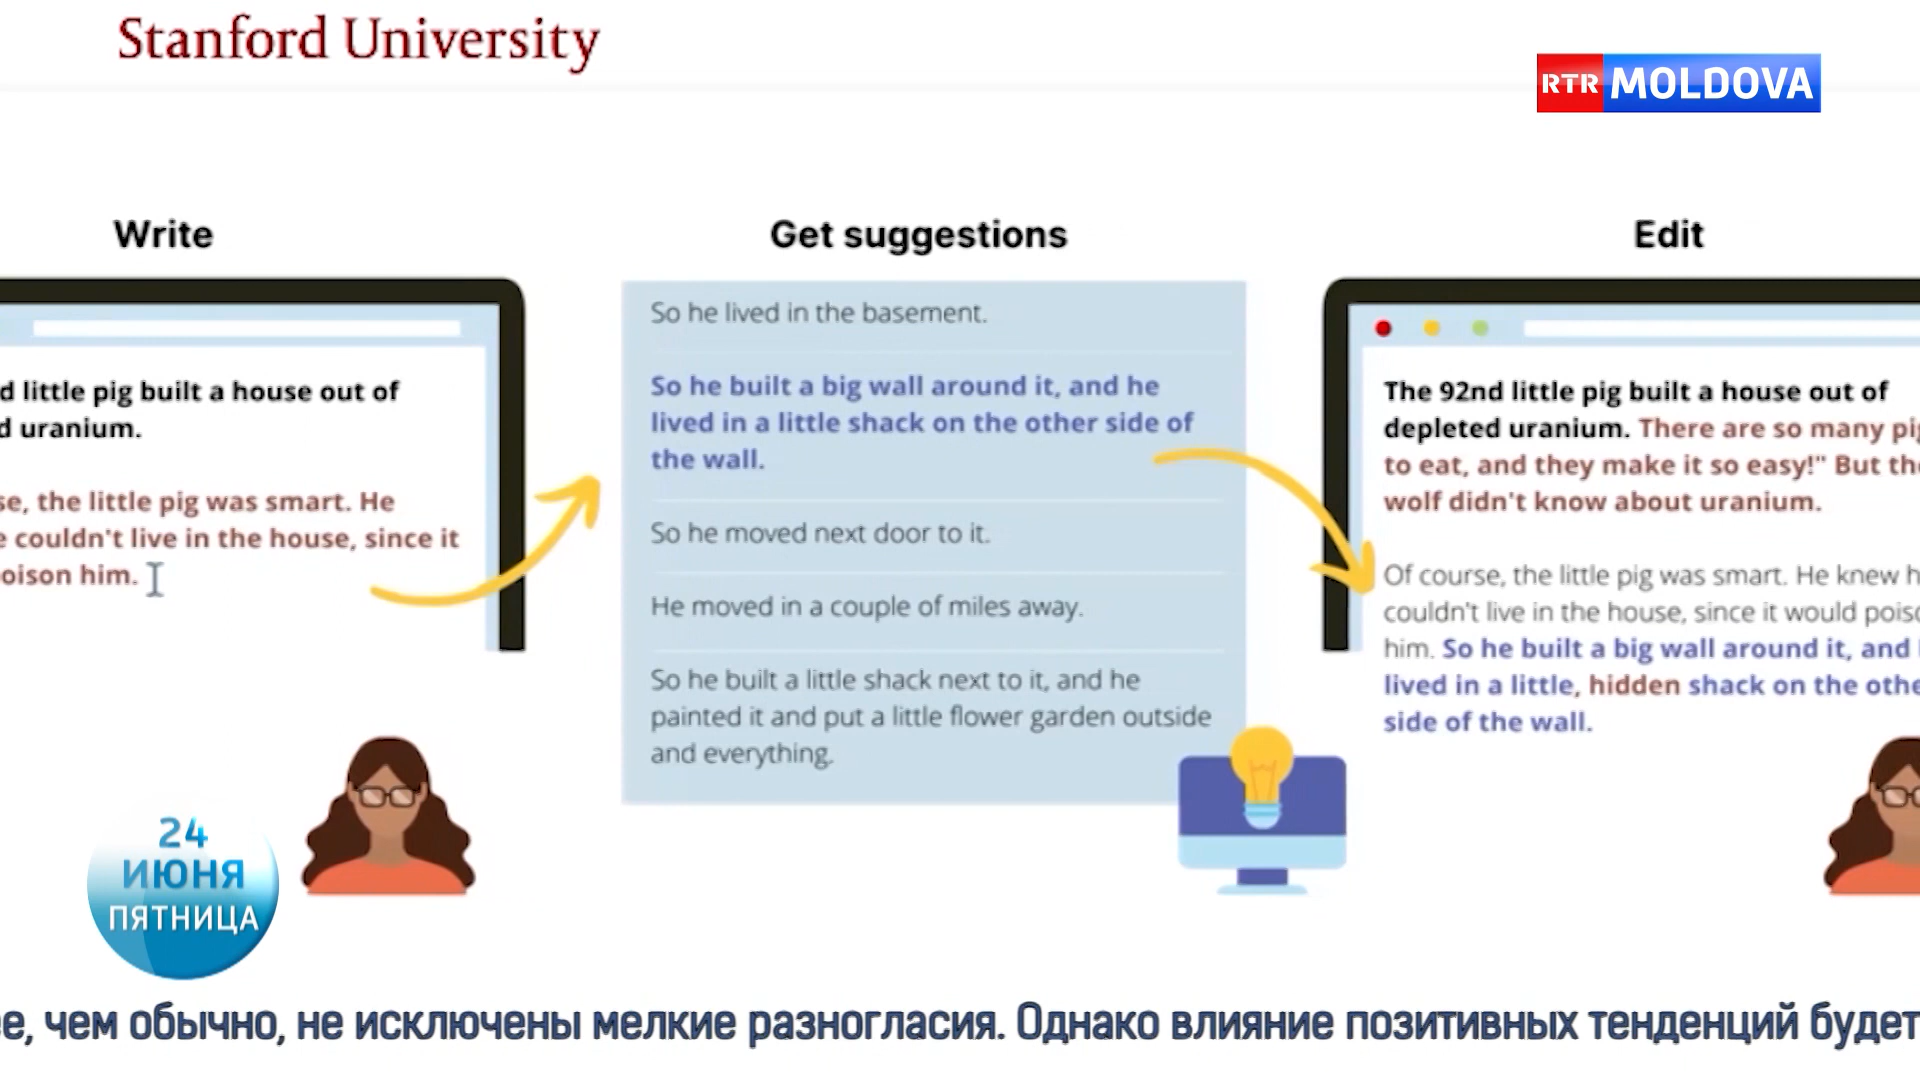 Stanford University
RTR MOLDOVA
Write
Get suggestions
Edit
little pig built a house out of
uranium.
the little pig was smart. He
couldn't live in the house, since it
him.
So he lived in the basement.
So he built a big wall around it, and he
lived in a little shack on the other side of
the wall.
So he moved next door to it.
He moved in a couple of miles away.
So he built a little shack next to it, and he
painted it and put a little flower garden outside
and everything.
The 92nd little pig built a house out of
depleted uranium. There are so many
to eat, and they make it so easy!" But
wolf didn't know about uranium.
Of course, the little pig was smart. He knew
couldn't live in the house, since it would
him. So he built a big wall around it, and
lived in a little, hidden shack on the
side of the wall.
24
ИЮНЯ
ПЯТНИЦА
чем обычно, не исключены мелкие разногласия. Однако влияние позитивных тенденций будет